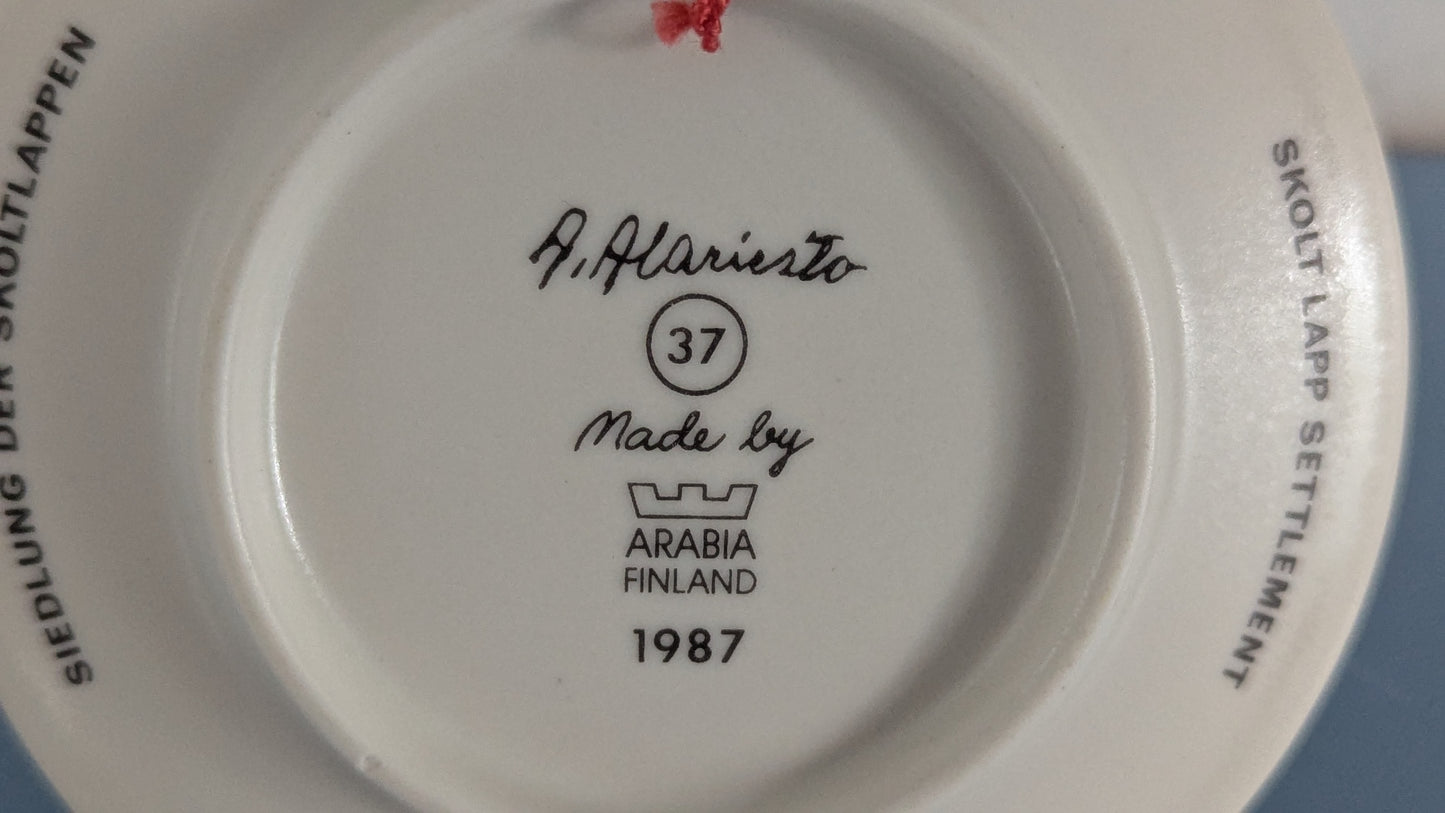 SIEDLUNG DER SKOLTLAPPEN
A. Alariesto
37
Made by
ARABIA
FINLAND
1987
SKOLT LAPP SETTLEMENT